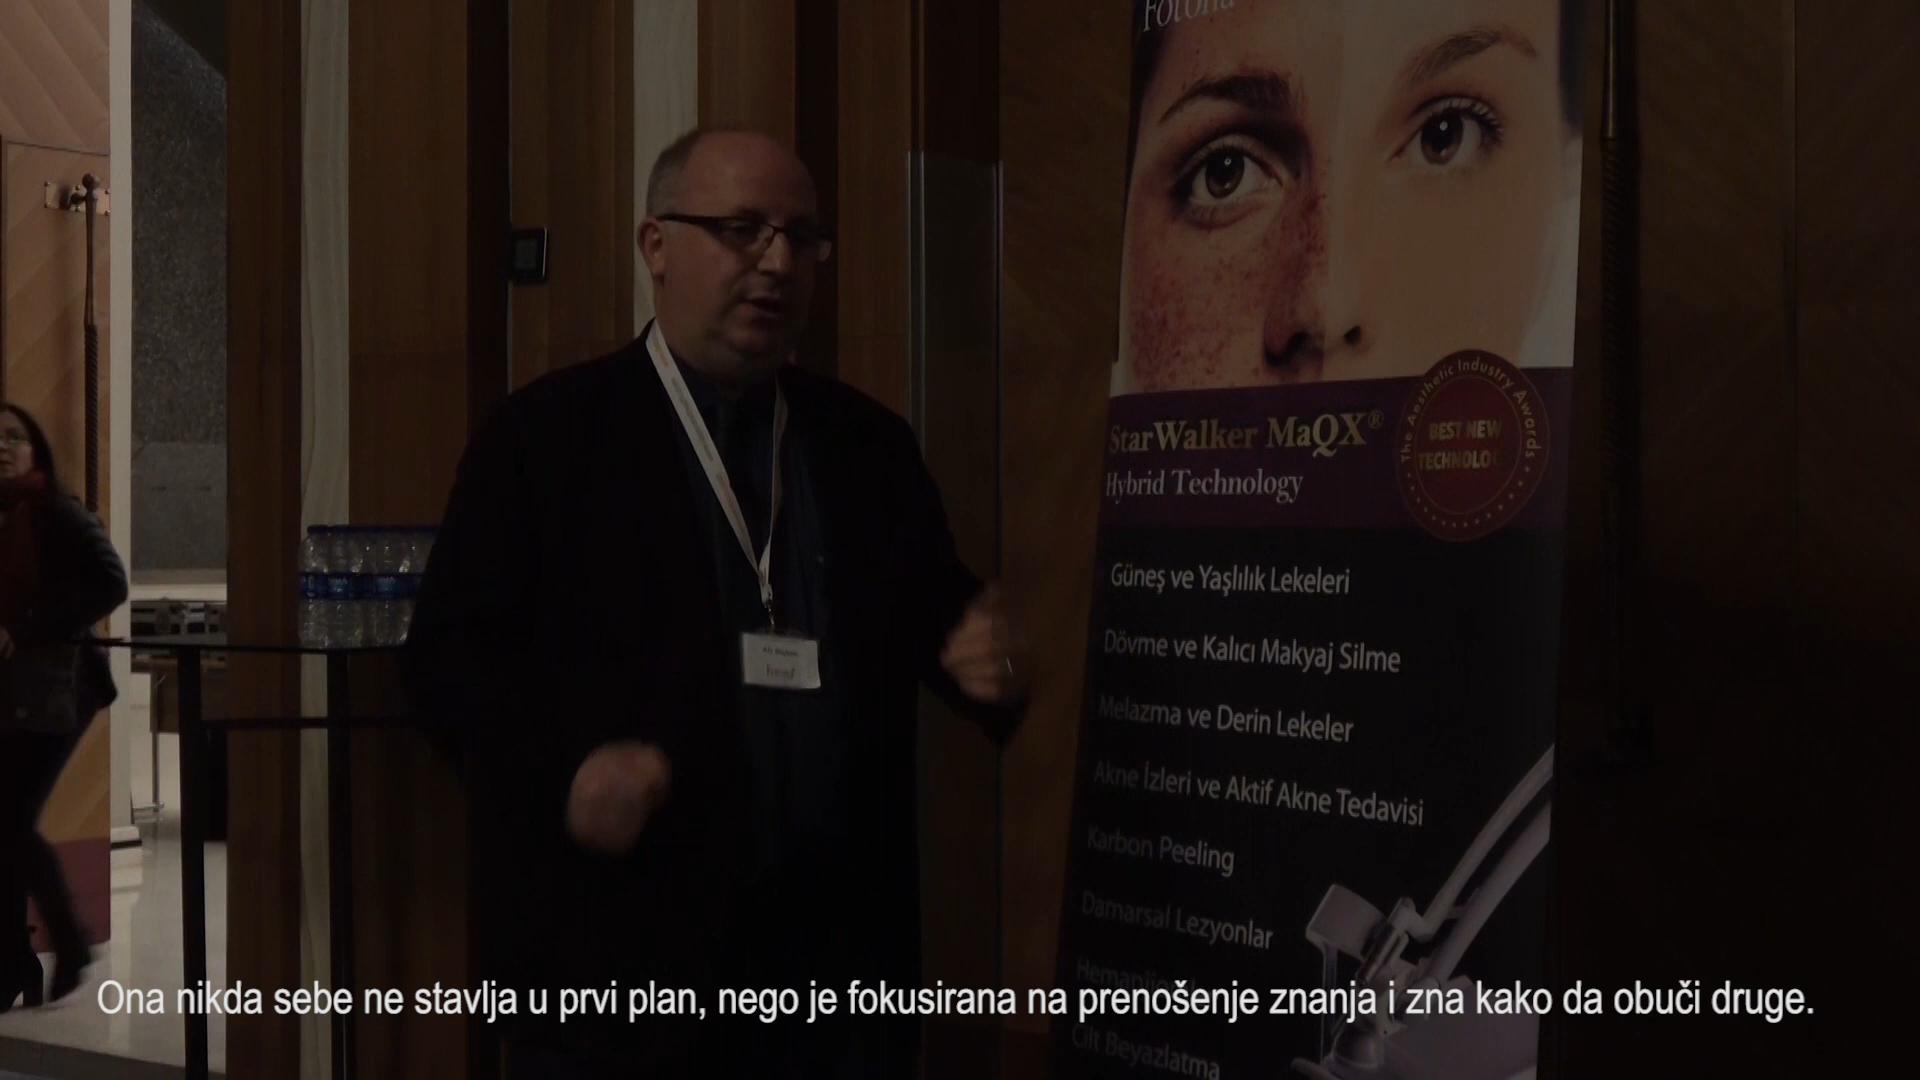 Fotona
StarWalker MaQX®
Hybrid Technology
The Aesthetic Industry Awards
BEST NEW
TECHNOLO
Güneş ve Yaşlılık Lekeleri
Dövme ve Kalıcı Makyaj Silme
Melazma ve Derin Lekeler
Akne İzleri ve Aktif Akne Tedavisi
Karbon Peeling
Damarsal Lezyonlar
Ona nikda sebe ne stavlja u prvi plan, nego je fokusirana na prenošenje znanja i zna kako da obuči druge.
Cilt Beyazlatma